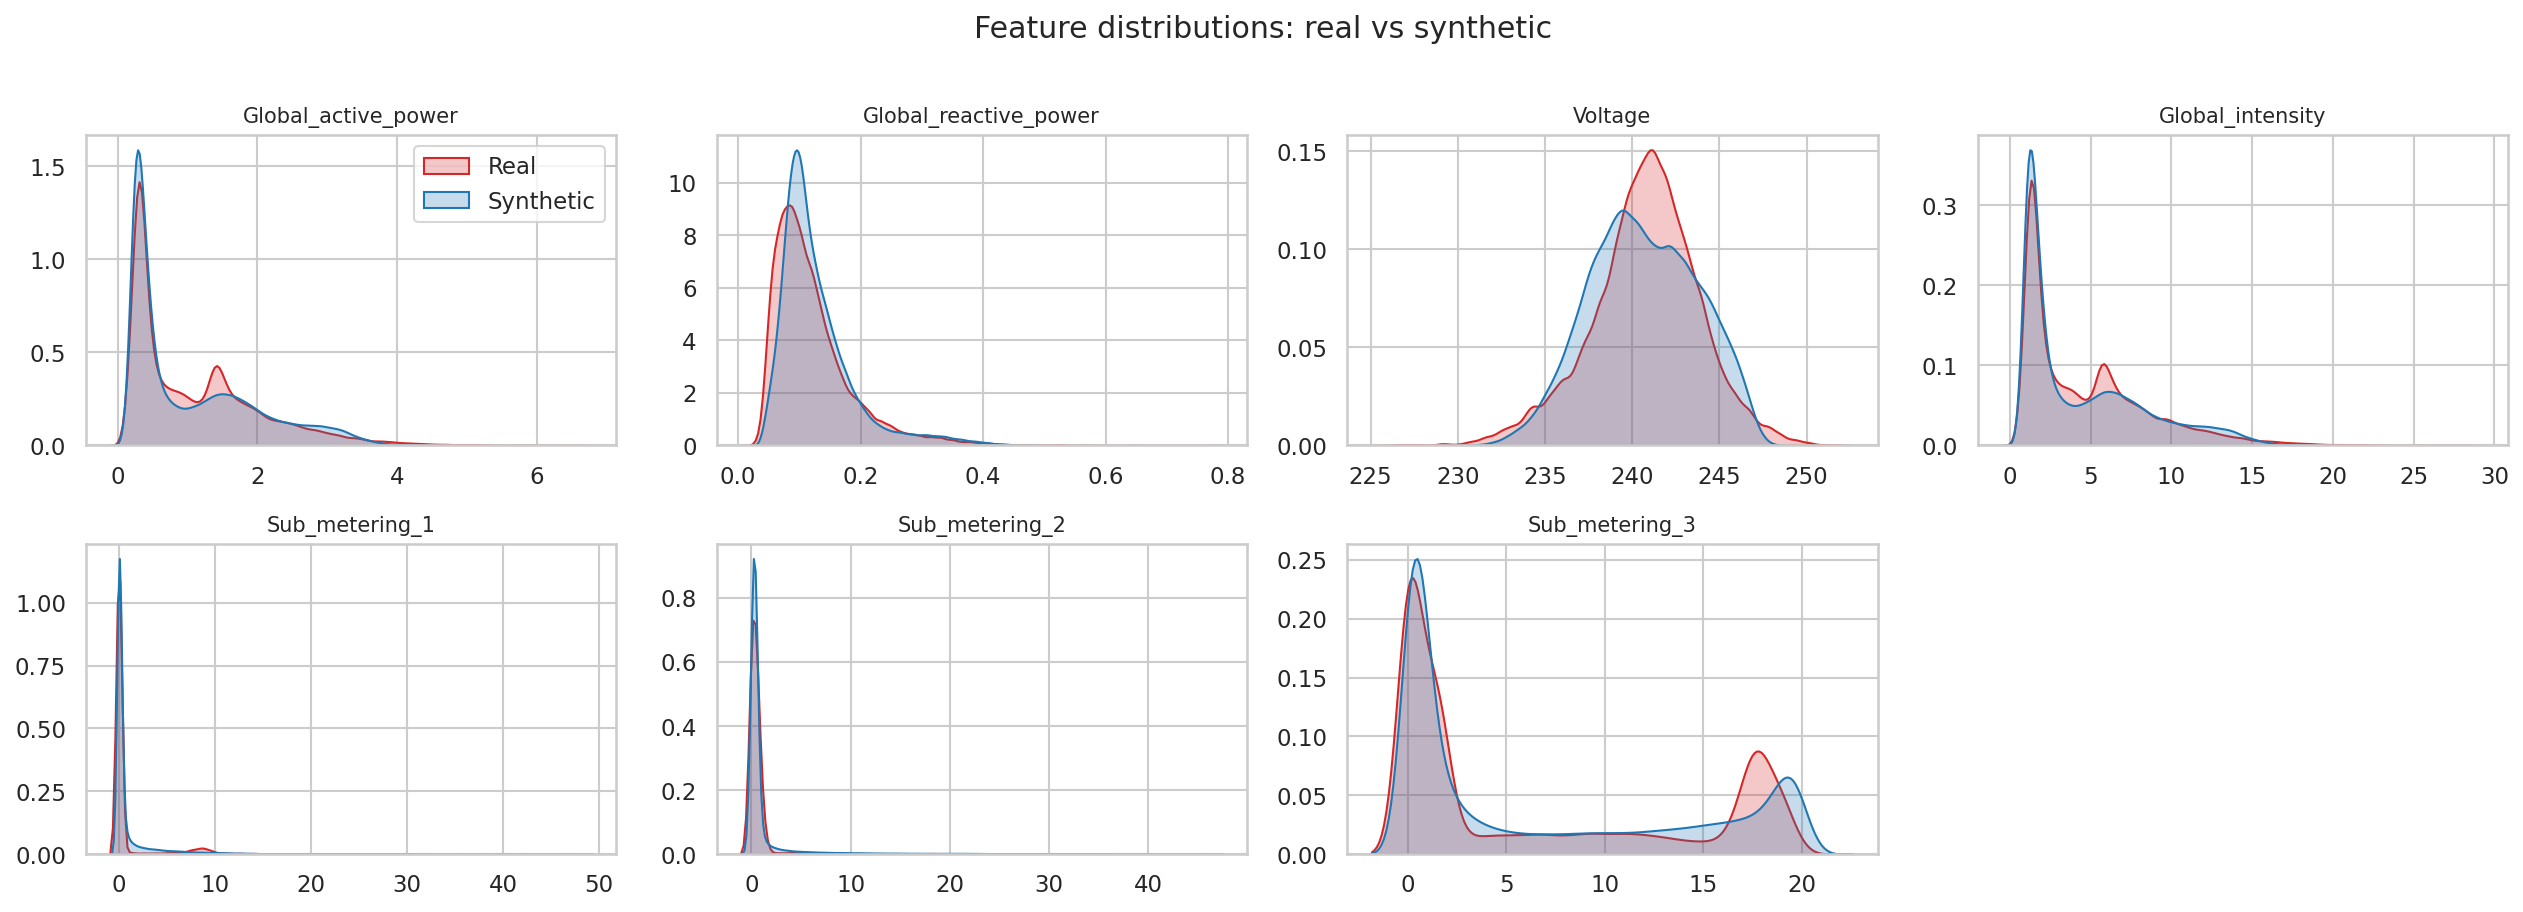 Feature distributions: real vs synthetic
Global_active_power
1.5
1.0
0.5
0.0
0 2 4 6
Real
Synthetic
Global_reactive_power
10
8
6
4
2
0
0.0 0.2 0.4 0.6 0.8
Voltage
0.15
0.10
0.05
0.00
225 230 235 240 245 250
Global_intensity
0.3
0.2
0.1
0.0
0 5 10 15 20 25 30
Sub_metering_1
1.00
0.75
0.50
0.25
0.00
0 10 20 30 40 50
Sub_metering_2
0.8
0.6
0.4
0.2
0.0
0 10 20 30 40
Sub_metering_3
0.25
0.20
0.15
0.10
0.05
0.00
0 5 10 15 20